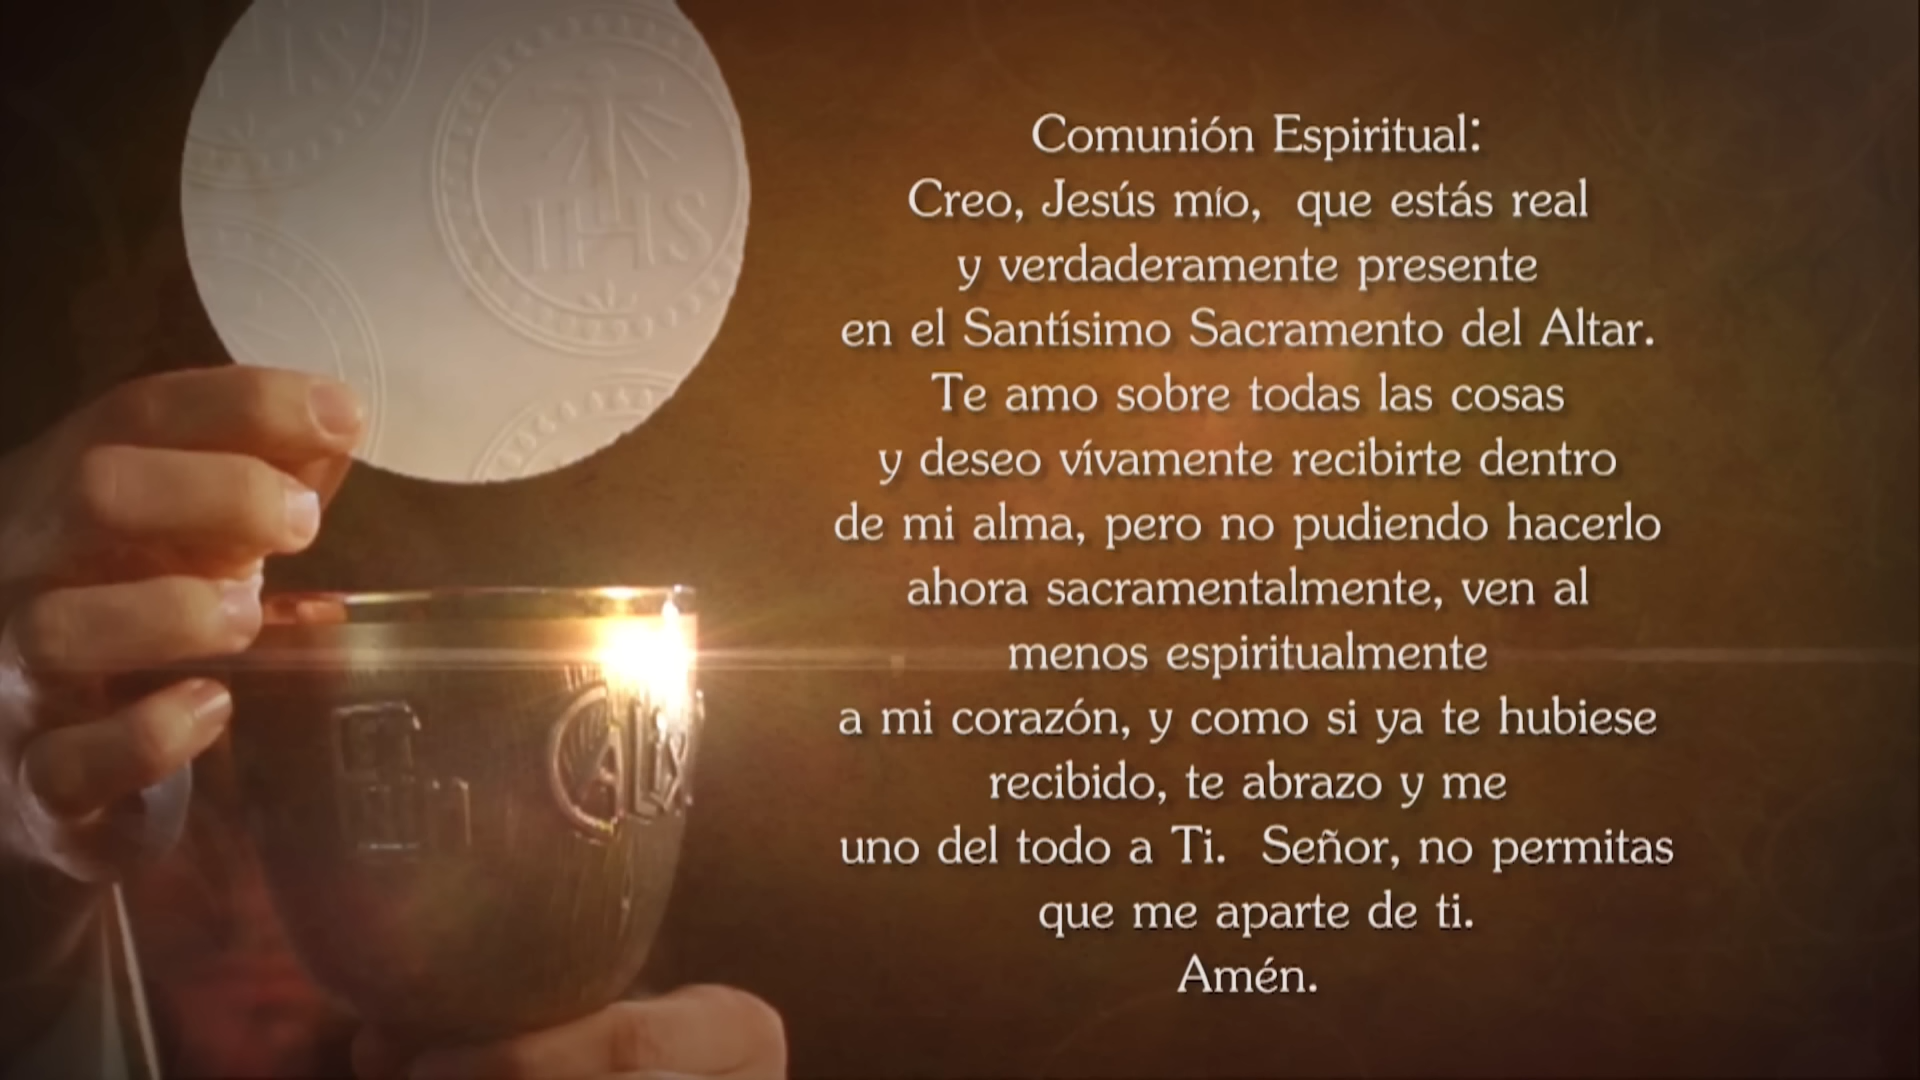 IHS
Comunión Espiritual:
Creo, Jesús mío,  que estás real
y verdaderamente presente
en el Santísimo Sacramento del Altar.
Te amo sobre todas las cosas
y deseo vívamente recibirte dentro
de mi alma, pero no pudiendo hacerlo
ahora sacramentalmente, ven al
menos espiritualmente
a mi corazón, y como si ya te hubiese
recibido, te abrazo y me
uno del todo a Ti.  Señor, no permitas
que me aparte de ti.
Amén.
CALIX